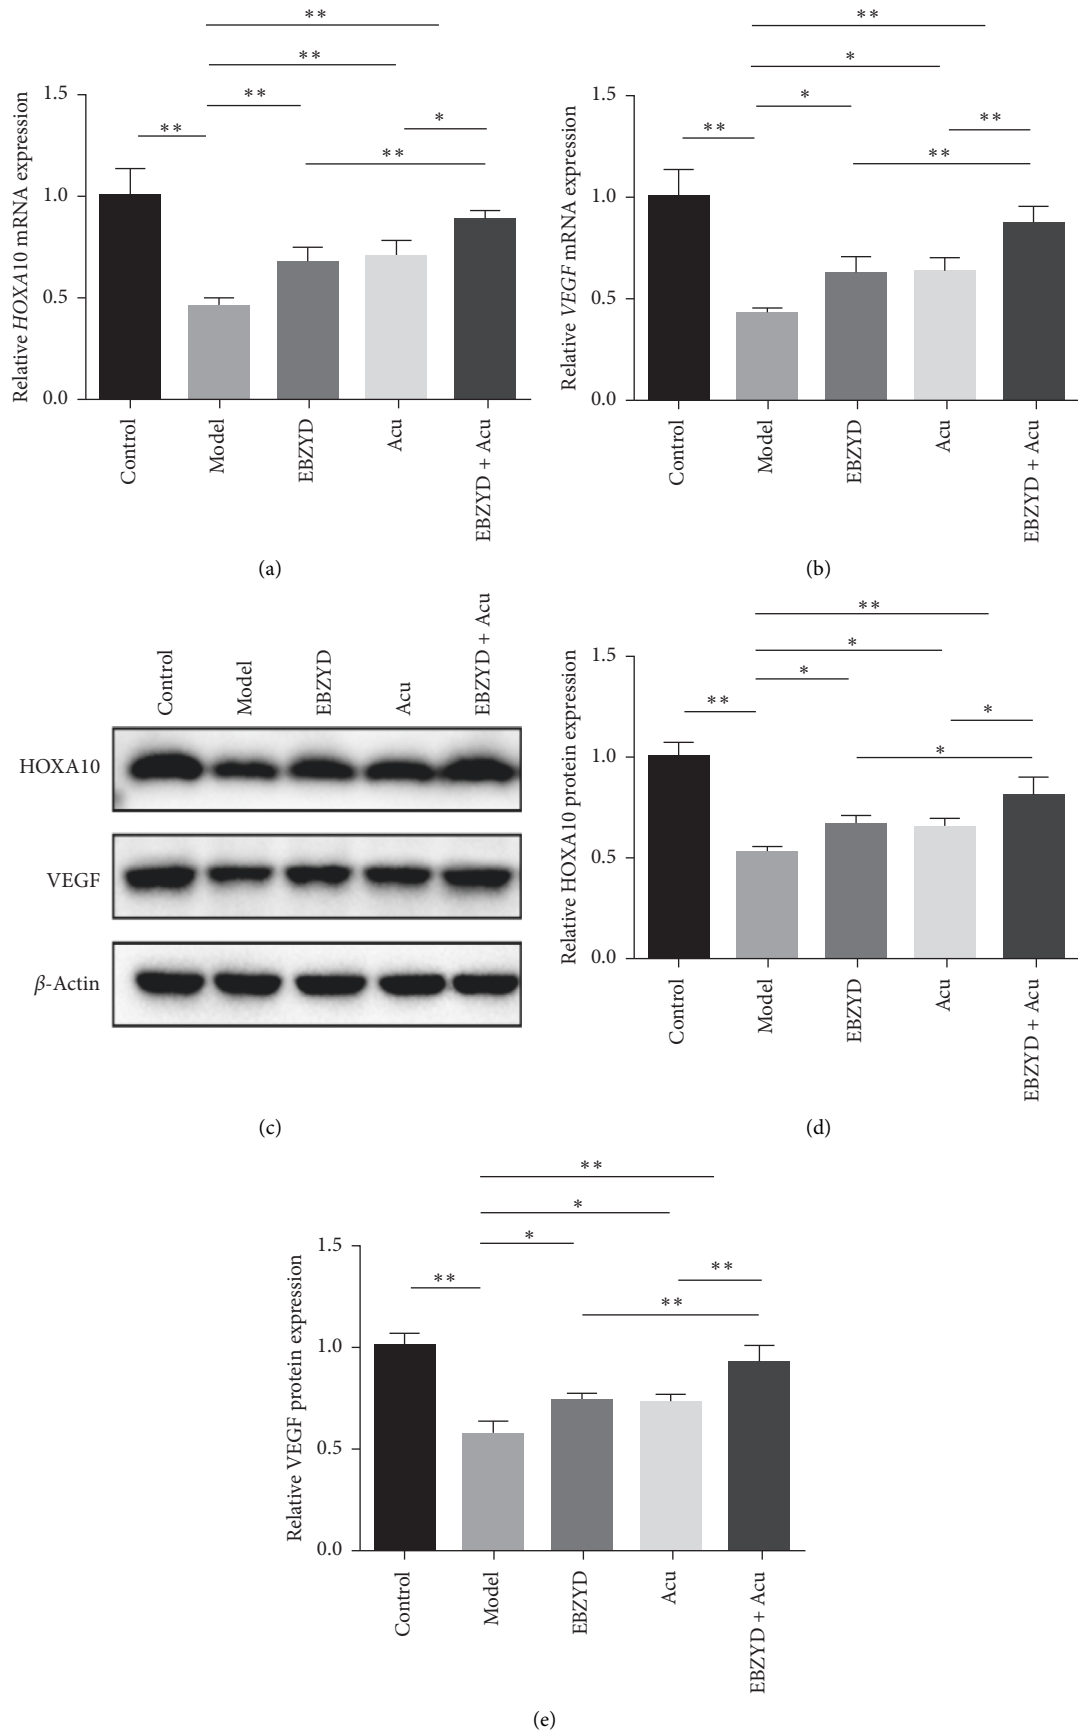 **
**
**
*
**
**
Relative HOXA10 mRNA expression
1.5
1.0
0.5
0.0
Control
Model
EBZYD
Acu
EBZYD + Acu
(a)
**
*
*
**
**
**
Relative VEGF mRNA expression
1.5
1.0
0.5
0.0
Control
Model
EBZYD
Acu
EBZYD + Acu
(b)
Control
Model
EBZYD
Acu
EBZYD + Acu
HOXA10
VEGF
β-Actin
(c)
**
*
*
**
*
*
Relative HOXA10 protein expression
1.5
1.0
0.5
0.0
Control
Model
EBZYD
Acu
EBZYD + Acu
(d)
**
*
*
**
**
**
Relative VEGF protein expression
1.5
1.0
0.5
0.0
Control
Model
EBZYD
Acu
EBZYD + Acu
(e)